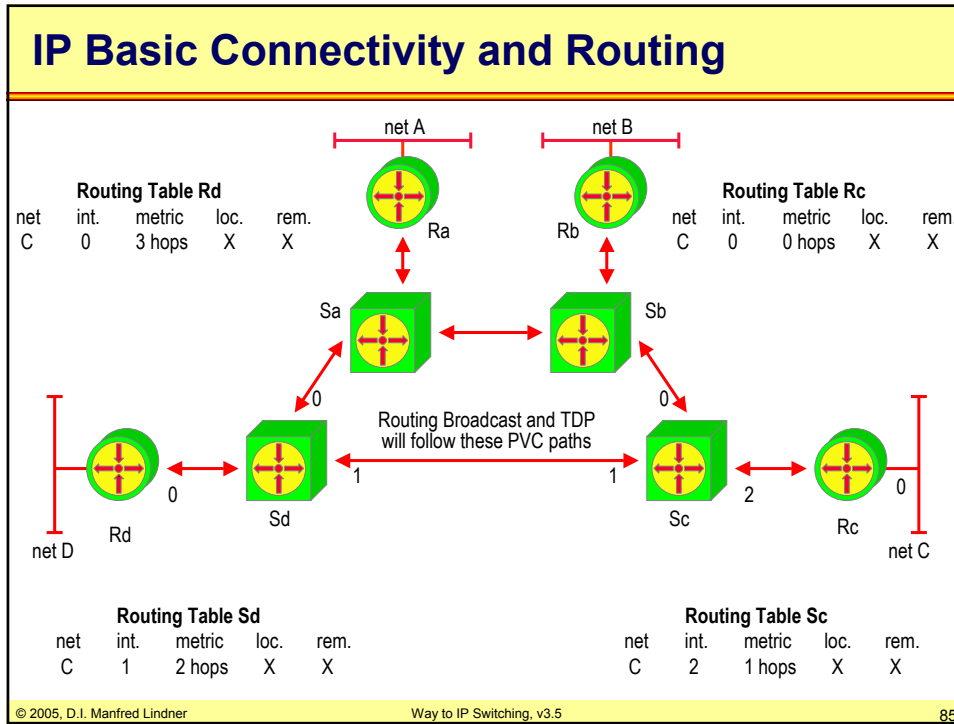 IP Basic Connectivity and Routing
net A
net B
Routing Table Rd
net int. metric loc. rem.
C 0 3 hops X X
Routing Table Rc
net int. metric loc. rem.
C 0 0 hops X X
Ra
Rb
Sa
Sb
0
0
Routing Broadcast and TDP
will follow these PVC paths
0
1
1
2
0
Rd
Sd
Sc
Rc
net D
net C
Routing Table Sd
net int. metric loc. rem.
C 1 2 hops X X
Routing Table Sc
net int. metric loc. rem.
C 2 1 hops X X
© 2005, D.I. Manfred Lindner
Way to IP Switching, v3.5
85